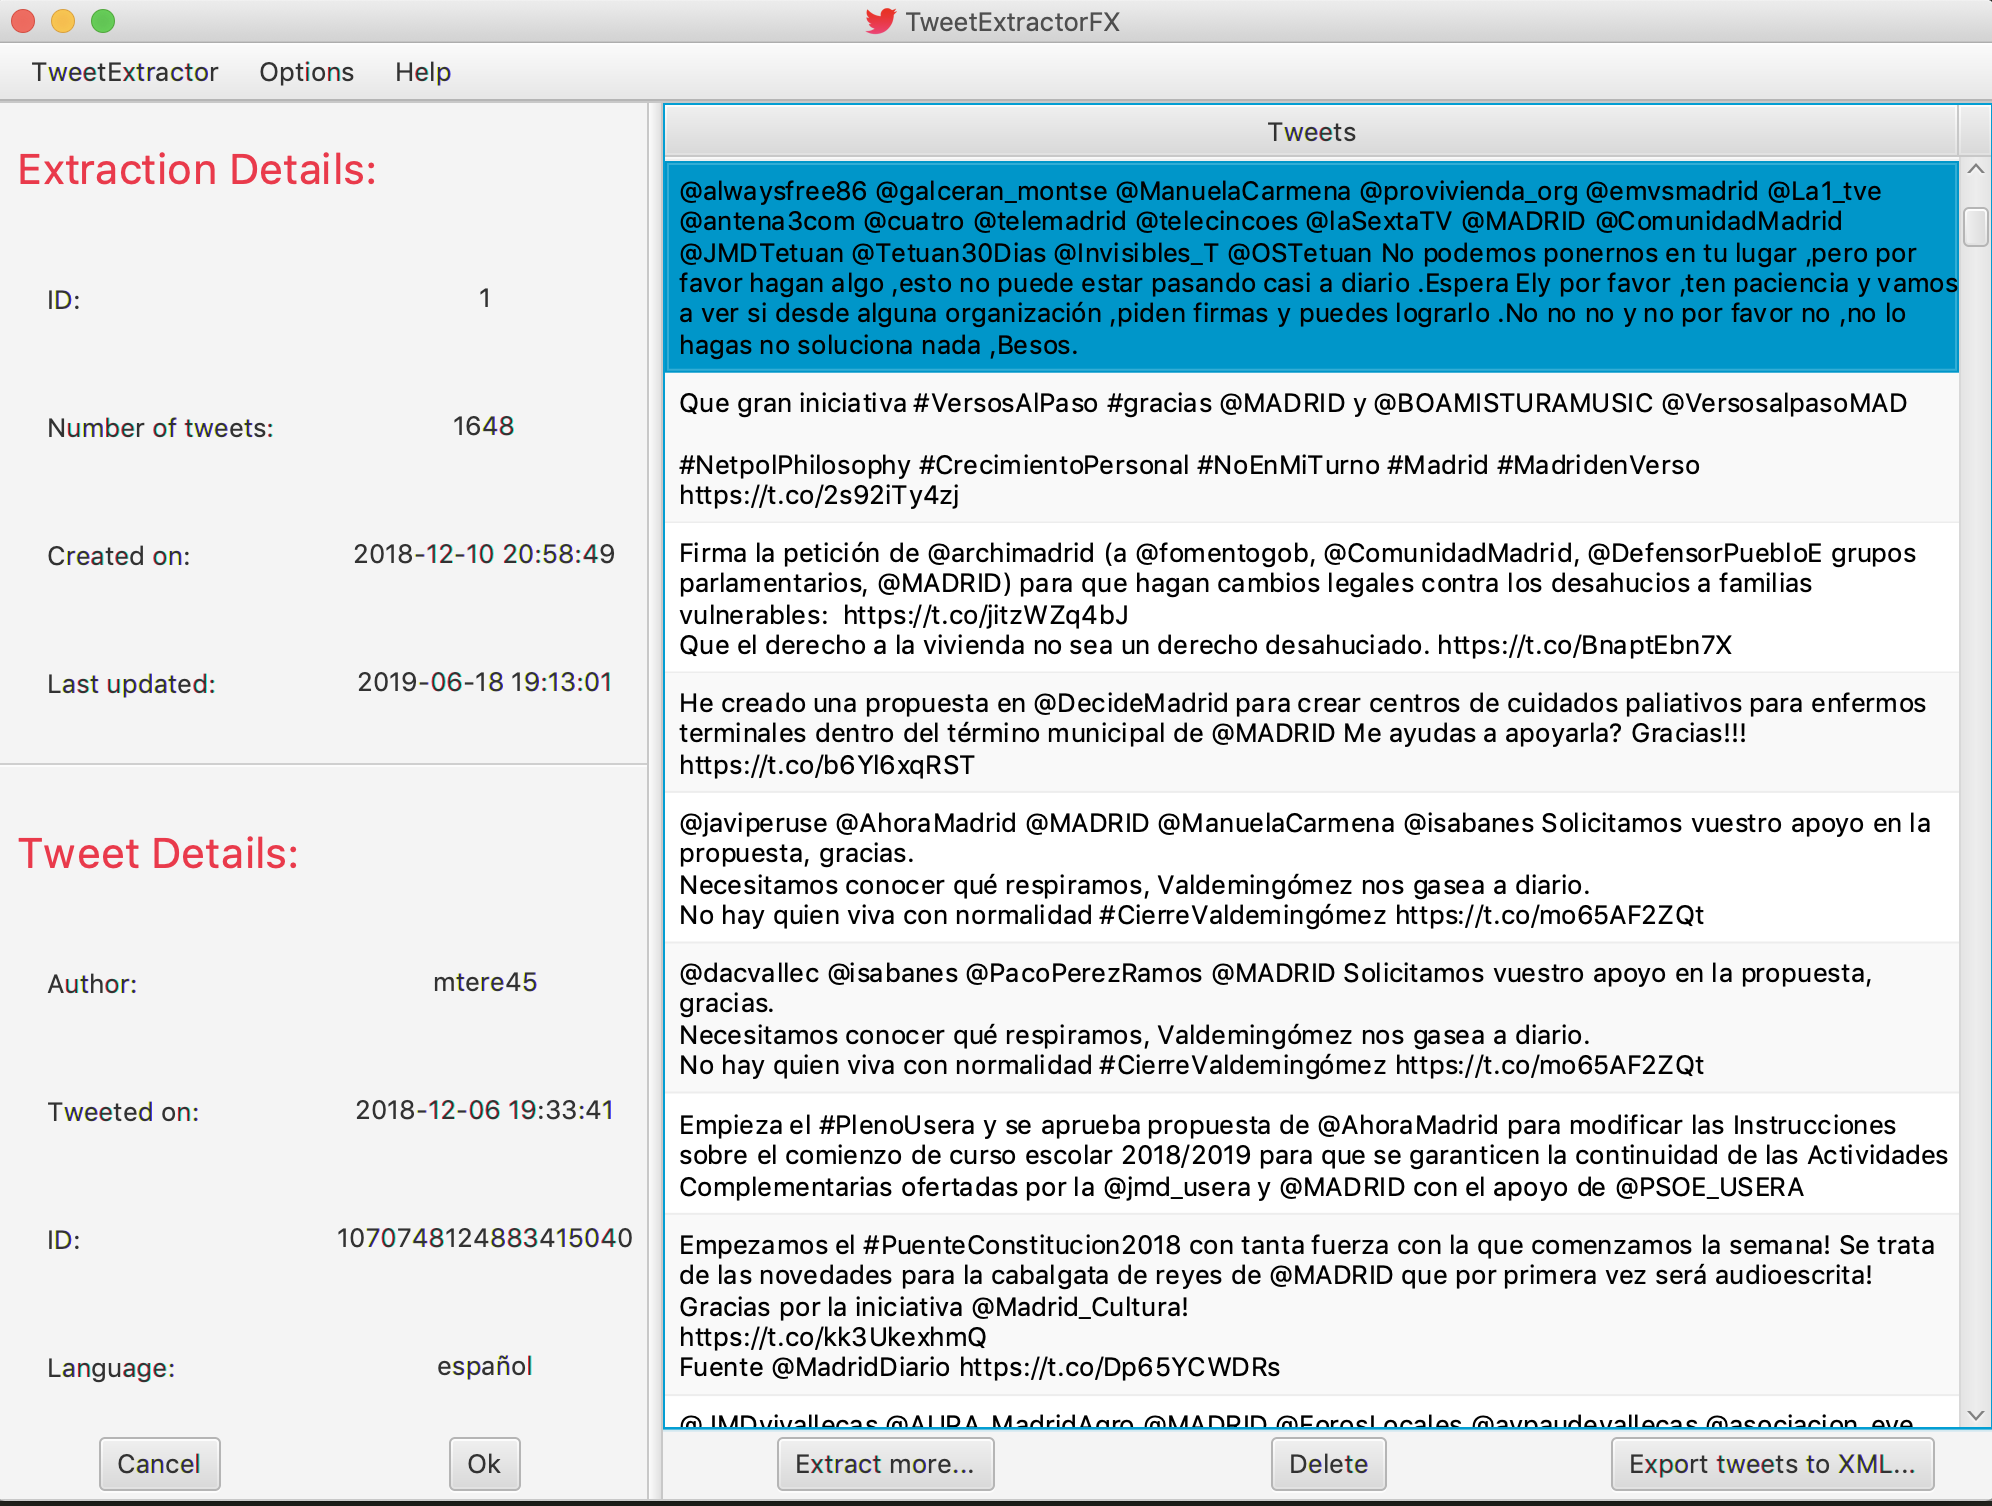 TweetExtractorFX
TweetExtractor Options Help
Extraction Details:
ID: 1
Number of tweets: 1648
Created on: 2018-12-10 20:58:49
Last updated: 2019-06-18 19:13:01
Tweet Details:
Author: mtere45
Tweeted on: 2018-12-06 19:33:41
ID: 1070748124883415040
Language: español
Cancel Ok
Tweets
@alwaysfree86 @galceran_montse @ManuelaCarmena @provivienda_org @emvsmadrid @La1_tve
@antena3com @cuatro @telemadrid @telecincoes @laSextaTV @MADRID @ComunidadMadrid
@JMDTetuan @Tetuan30Dias @Invisibles_T @OSTetuan No podemos ponernos en tu lugar ,pero por
favor hagan algo ,esto no puede estar pasando casi a diario .Espera Ely por favor ,ten paciencia y vamos
a ver si desde alguna organización ,piden firmas y puedes lograrlo .No no no y no por favor no ,no lo
hagas no soluciona nada ,Besos.
Que gran iniciativa #VersosAlPaso #gracias @MADRID y @BOAMISTURAMUSIC @VersosalpasoMAD
#NetpolPhilosophy #CrecimientoPersonal #NoEnMiTurno #Madrid #MadridenVerso
https://t.co/2s92iTy4zj
Firma la petición de @archimadrid (a @fomentogob, @ComunidadMadrid, @DefensorPuebloE grupos
parlamentarios, @MADRID) para que hagan cambios legales contra los desahucios a familias
vulnerables:  https://t.co/jitzWZq4bJ
Que el derecho a la vivienda no sea un derecho desahuciado. https://t.co/BnaptEbn7X
He creado una propuesta en @DecideMadrid para crear centros de cuidados paliativos para enfermos
terminales dentro del término municipal de @MADRID Me ayudas a apoyarla? Gracias!!!
https://t.co/b6Yl6xqRST
@javiperuse @AhoraMadrid @MADRID @ManuelaCarmena @isabanes Solicitamos vuestro apoyo en la
propuesta, gracias.
Necesitamos conocer qué respiramos, Valdemingómez nos gasea a diario.
No hay quien viva con normalidad #CierreValdemingómez https://t.co/mo65AF2ZQt
@dacvallec @isabanes @PacoPerezRamos @MADRID Solicitamos vuestro apoyo en la propuesta,
gracias.
Necesitamos conocer qué respiramos, Valdemingómez nos gasea a diario.
No hay quien viva con normalidad #CierreValdemingómez https://t.co/mo65AF2ZQt
Empieza el #PlenoUsera y se aprueba propuesta de @AhoraMadrid para modificar las Instrucciones
sobre el comienzo de curso escolar 2018/2019 para que se garanticen la continuidad de las Actividades
Complementarias ofertadas por la @jmd_usera y @MADRID con el apoyo de @PSOE_USERA
Empezamos el #PuenteConstitucion2018 con tanta fuerza con la que comenzamos la semana! Se trata
de las novedades para la cabalgata de reyes de @MADRID que por primera vez será audioescrita!
Gracias por la iniciativa @Madrid_Cultura!
https://t.co/kk3UkexhmQ
Fuente @MadridDiario https://t.co/Dp65YCWDRs
@JMDvivallecas @AURA_MadridAgro @MADRID @ForosLocales @avpaudevallecas
Extract more... Delete Export tweets to XML...